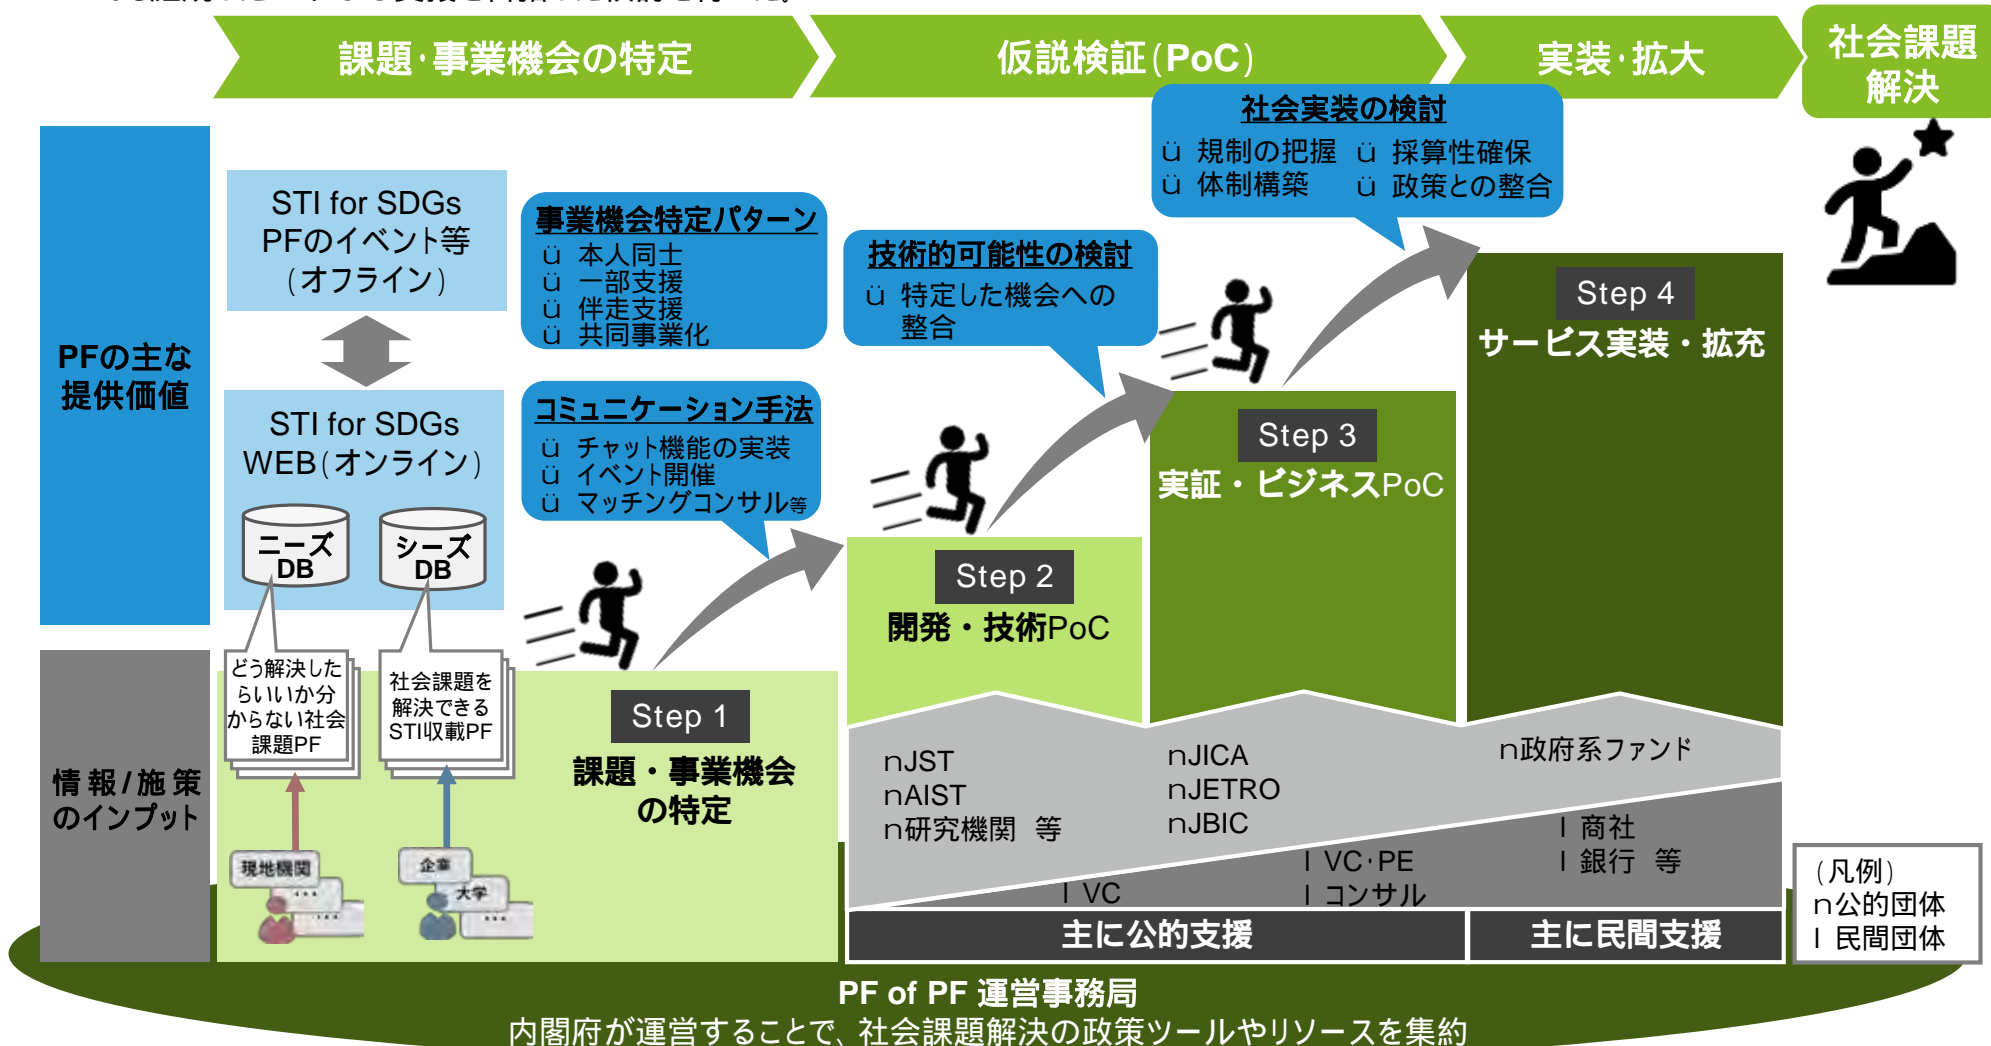 課題･事業機会の特定
仮説検証(PoC)
実装･拡大
社会課題
解決
PFの主な
提供価値
STI for SDGs
PFのイベント等
(オフライン)
STI for SDGs
WEB(オンライン)
ニーズ
DB
シーズ
DB
事業機会特定パターン
ü 本人同士
ü 一部支援
ü 伴走支援
ü 共同事業化
コミュニケーション手法
ü チャット機能の実装
ü イベント開催
ü マッチングコンサル等
技術的可能性の検討
ü 特定した機会への
整合
社会実装の検討
ü 規制の把握 ü 採算性確保
ü 体制構築 ü 政策との整合
情報/施策
のインプット
どう解決した
らいいか分
からない社会
課題PF
社会課題を
解決できる
STI収載PF
現地機関
...
...
企業
大学
...
Step 1
課題・事業機会
の特定
Step 2
開発・技術PoC
Step 3
実証・ビジネスPoC
Step 4
サービス実装・拡充
nJST
nAIST
n研究機関 等
nJICA
nJETRO
nJBIC
n政府系ファンド
l VC
l VC･PE
l コンサル
l 商社
l 銀行 等
主に公的支援
主に民間支援
(凡例)
n公的団体
l 民間団体
PF of PF 運営事務局
内閣府が運営することで、社会課題解決の政策ツールやリソースを集約